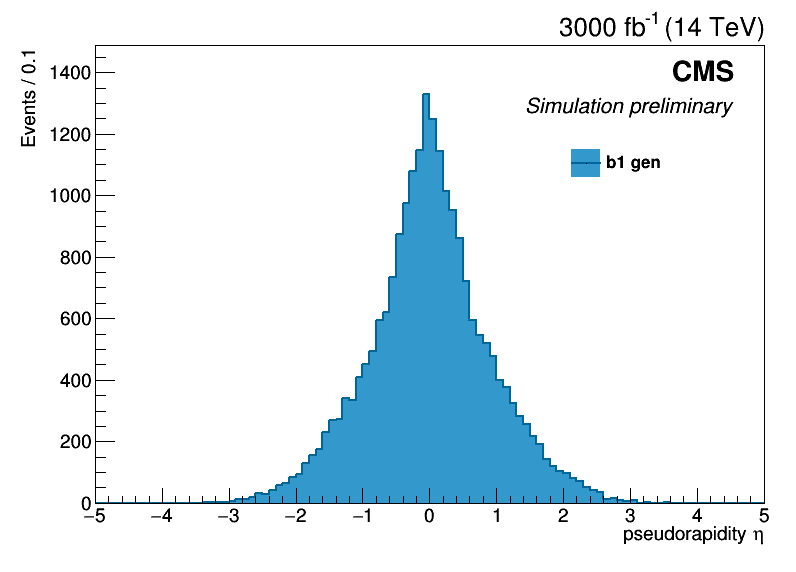 3000 fb-1 (14 TeV)
CMS
Simulation preliminary
b1 gen
Events / 0.1
1400
1200
1000
800
600
400
200
0
−5 −4 −3 −2 −1 0 1 2 3 4 5
pseudorapidity η